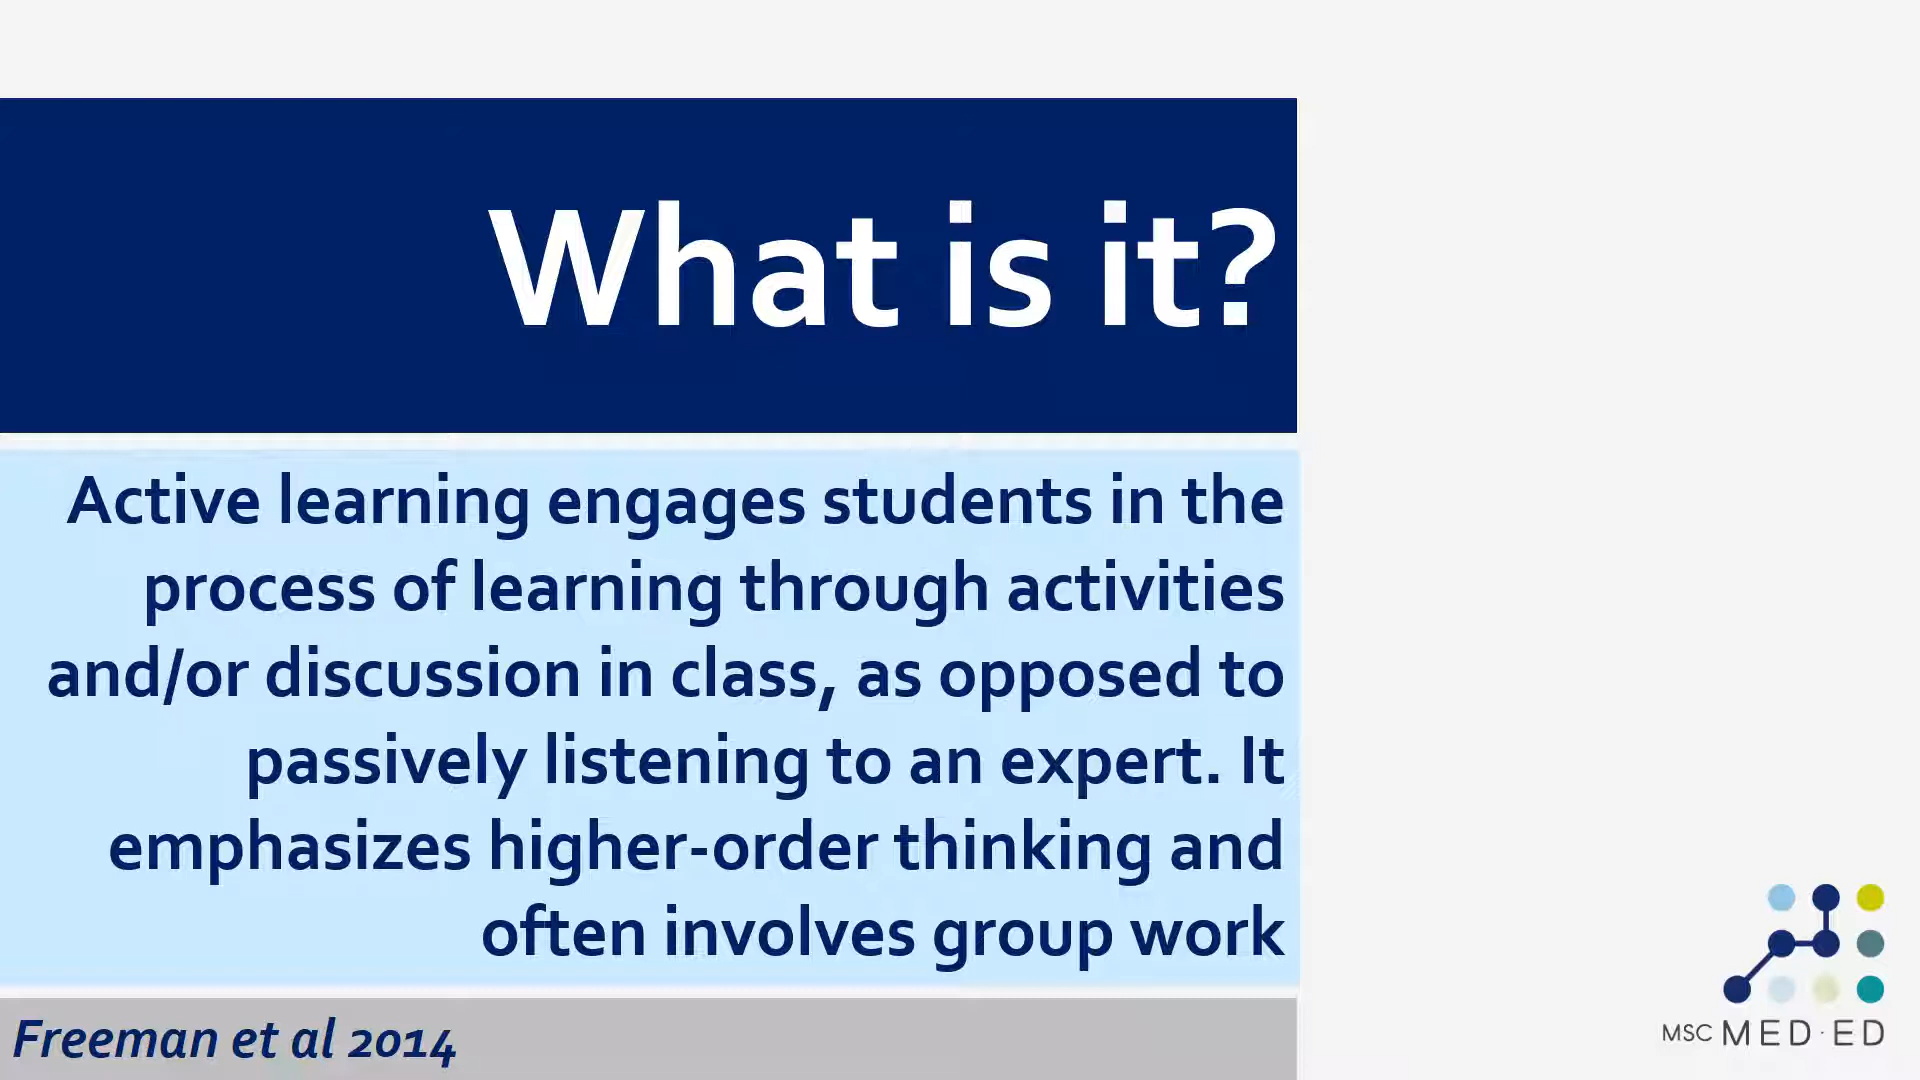 What is it?
Active learning engages students in the
process of learning through activities
and/or discussion in class, as opposed to
passively listening to an expert. It
emphasizes higher-order thinking and
often involves group work
Freeman et al 2014
MSC MED·ED